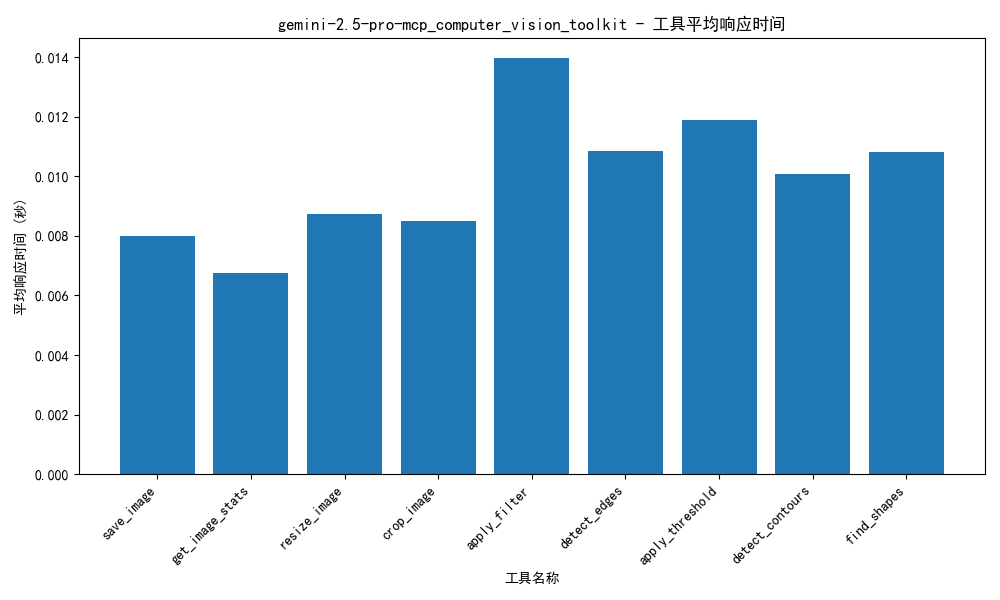 gemini-2.5-pro-mcp_computer_vision_toolkit - 工具平均响应时间
平均响应时间 (秒)
0.014
0.012
0.010
0.008
0.006
0.004
0.002
0.000
save_image
get_image_stats
resize_image
crop_image
apply_filter
detect_edges
apply_threshold
detect_contours
find_shapes
工具名称